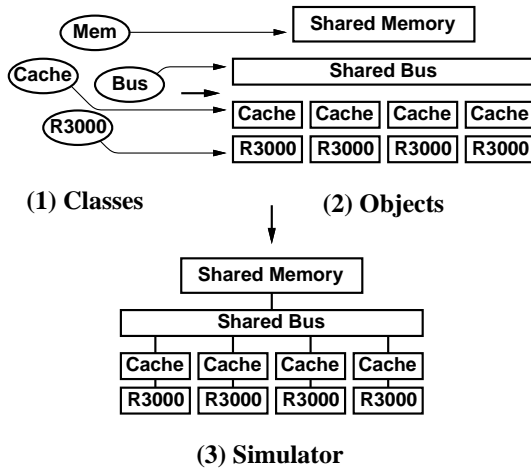 Mem
Shared Memory
Cache
Bus
Shared Bus
R3000
Cache Cache Cache Cache
R3000 R3000 R3000 R3000
(1) Classes
(2) Objects
Shared Memory
Shared Bus
Cache Cache Cache Cache
R3000 R3000 R3000 R3000
(3) Simulator